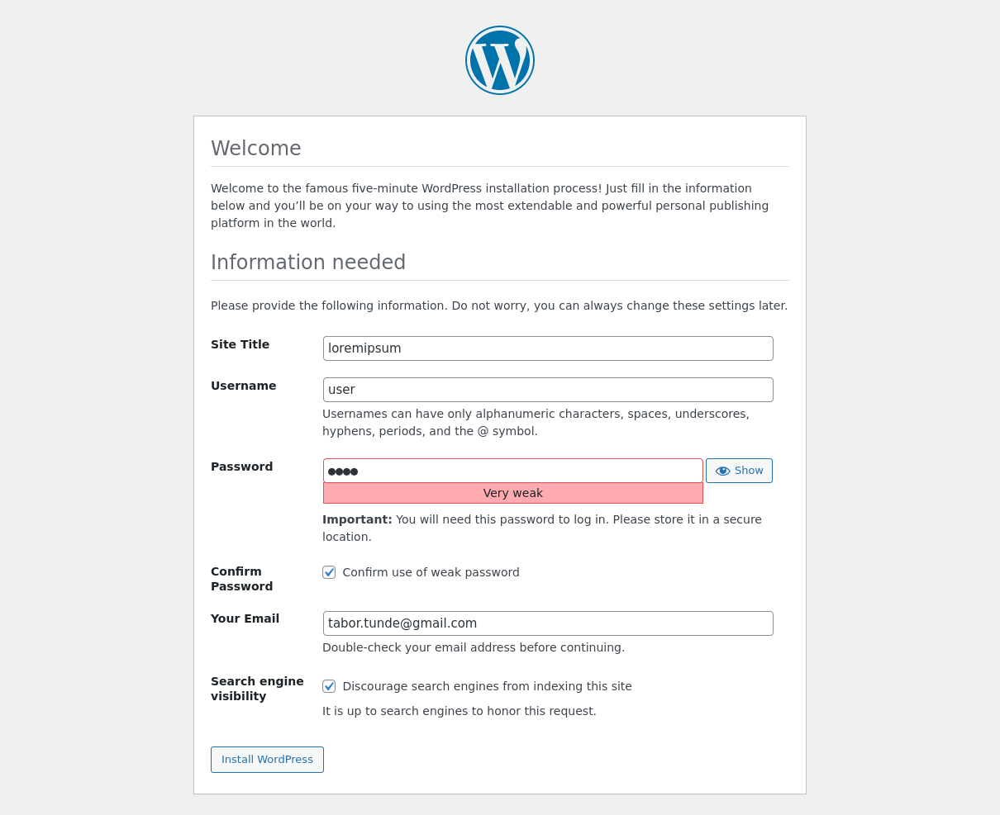 Welcome
Welcome to the famous five-minute WordPress installation process! Just fill in the information
below and you’ll be on your way to using the most extendable and powerful personal publishing
platform in the world.
Information needed
Please provide the following information. Do not worry, you can always change these settings later.
Site Title
loremipsum
Username
user
Usernames can have only alphanumeric characters, spaces, underscores,
hyphens, periods, and the @ symbol.
Password
●●●●
Show
Very weak
Important: You will need this password to log in. Please store it in a secure
location.
Confirm
Password
Confirm use of weak password
Your Email
tabor.tunde@gmail.com
Double-check your email address before continuing.
Search engine
visibility
Discourage search engines from indexing this site
It is up to search engines to honor this request.
Install WordPress